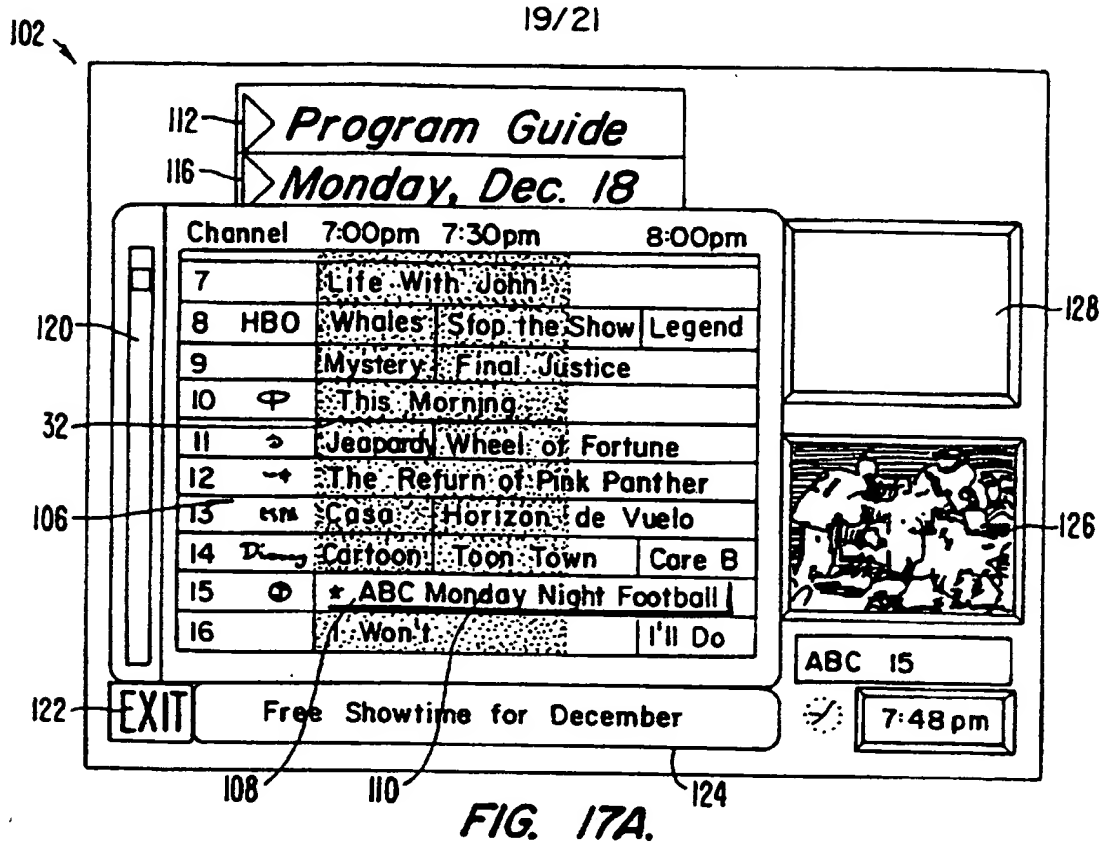 19/21
102
112 Program Guide
116 Monday, Dec. 18
Channel 7:00pm 7:30pm 8:00pm
7 Life With John
8 HBO Whales Stop the Show Legend
9 Mystery Final Justice
10 This Morning
11 Jeopardy Wheel of Fortune
12 The Return of Pink Panther
13 Casa Horizon de Vuelo
14 Disney Cartoon Toon Town Care B
15 * ABC Monday Night Football
16 I Won't I'll Do
120
32
106
128
126
ABC 15
122 EXIT Free Showtime for December
7:48pm
108 110 124
FIG. 17A.